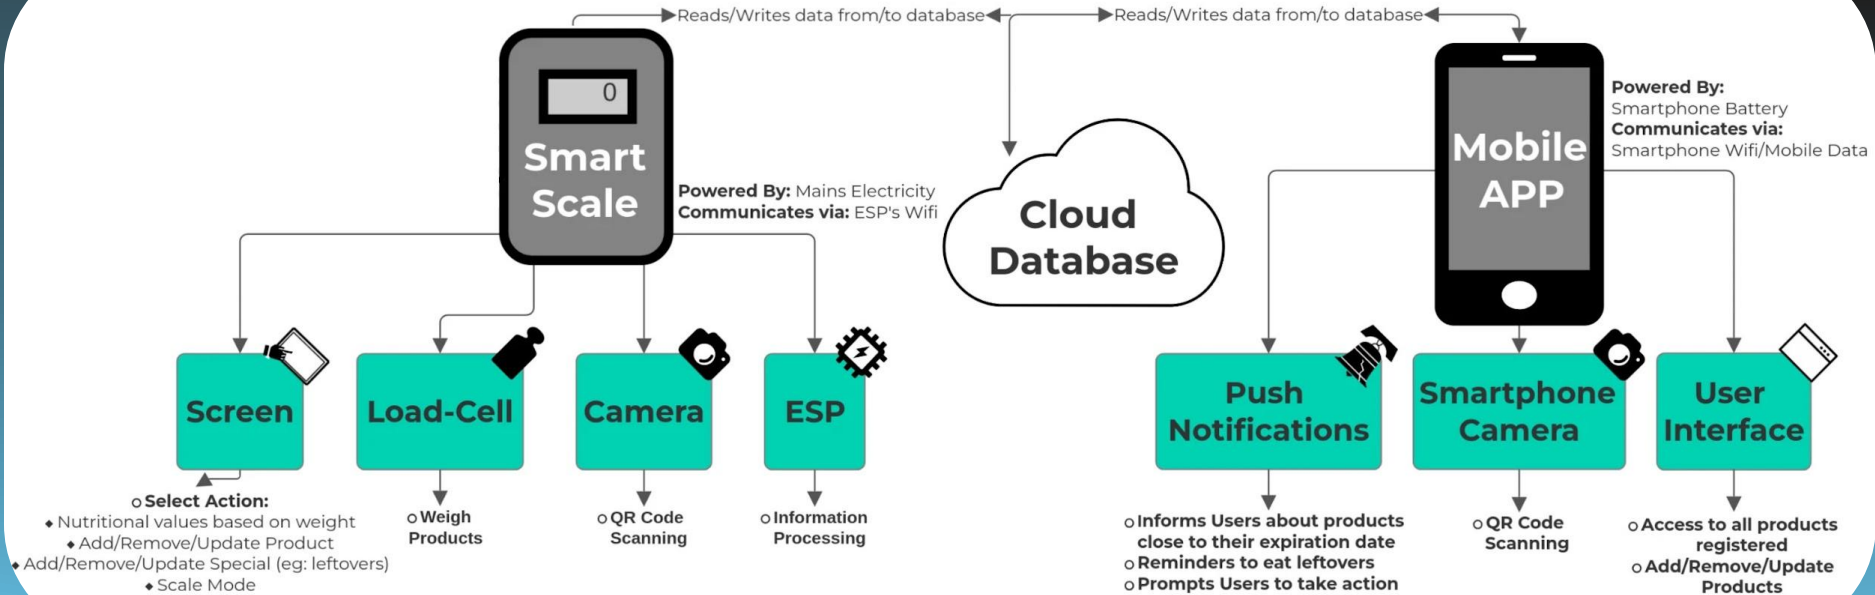 Reads/Writes data from/to database
Reads/Writes data from/to database
0
Smart
Scale
Powered By: Mains Electricity
Communicates via: ESP's Wifi
Cloud
Database
Mobile
APP
Powered By:
Smartphone Battery
Communicates via:
Smartphone Wifi/Mobile Data
Screen
Load-Cell
Camera
ESP
Push
Notifications
Smartphone
Camera
User
Interface
Select Action:
Nutritional values based on weight
Add/Remove/Update Product
Add/Remove/Update Special (eg: leftovers)
Scale Mode
Weigh
Products
QR Code
Scanning
Information
Processing
Informs Users about products
close to their expiration date
Reminders to eat leftovers
Prompts Users to take action
QR Code
Scanning
Access to all products
registered
Add/Remove/Update
Products